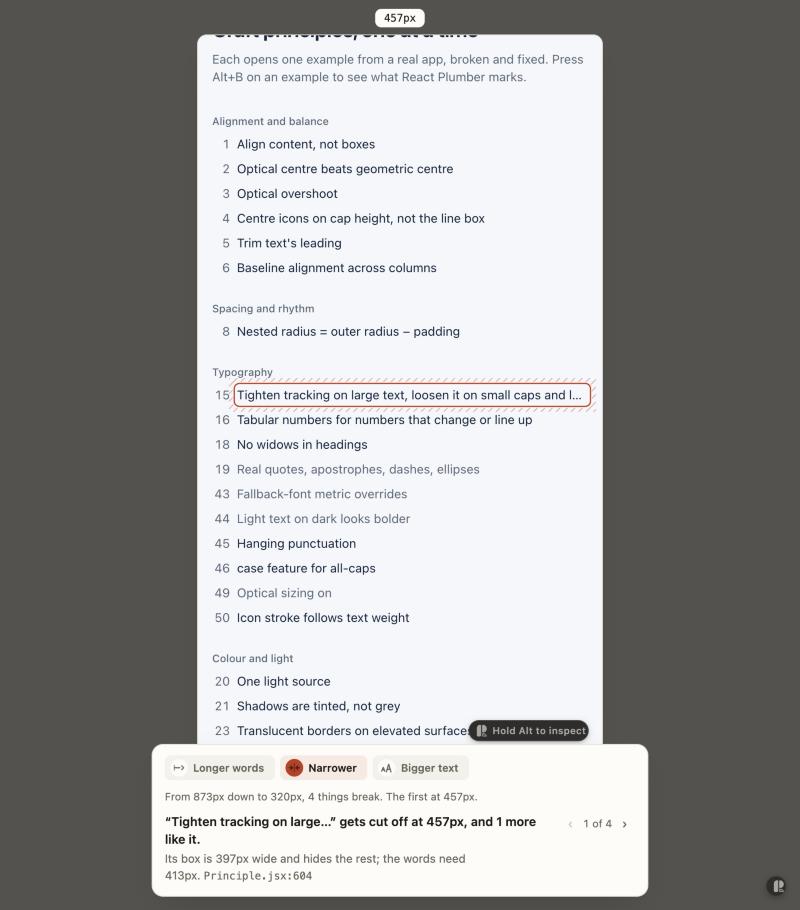 457px
Craft principles, one at a time
Each opens one example from a real app, broken and fixed. Press
Alt+B on an example to see what React Plumber marks.
Alignment and balance
1 Align content, not boxes
2 Optical centre beats geometric centre
3 Optical overshoot
4 Centre icons on cap height, not the line box
5 Trim text's leading
6 Baseline alignment across columns
Spacing and rhythm
8 Nested radius = outer radius – padding
Typography
15 Tighten tracking on large text, loosen it on small caps and l...
16 Tabular numbers for numbers that change or line up
18 No widows in headings
19 Real quotes, apostrophes, dashes, ellipses
43 Fallback-font metric overrides
44 Light text on dark looks bolder
45 Hanging punctuation
46 case feature for all-caps
49 Optical sizing on
50 Icon stroke follows text weight
Colour and light
20 One light source
21 Shadows are tinted, not grey
23 Translucent borders on elevated surfaces
Hold Alt to inspect
Longer words
Narrower
AA Bigger text
From 873px down to 320px, 4 things break. The first at 457px.
“Tighten tracking on large...” gets cut off at 457px, and 1 more
like it.
‹ 1 of 4 ›
Its box is 397px wide and hides the rest; the words need
413px. Principle.jsx:604